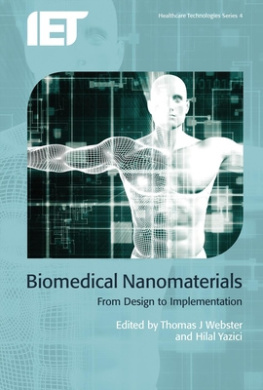 IET
Healthcare Technologies Series 4
Biomedical Nanomaterials
From Design to Implementation
Edited by Thomas J Webster
and Hilal Yazici